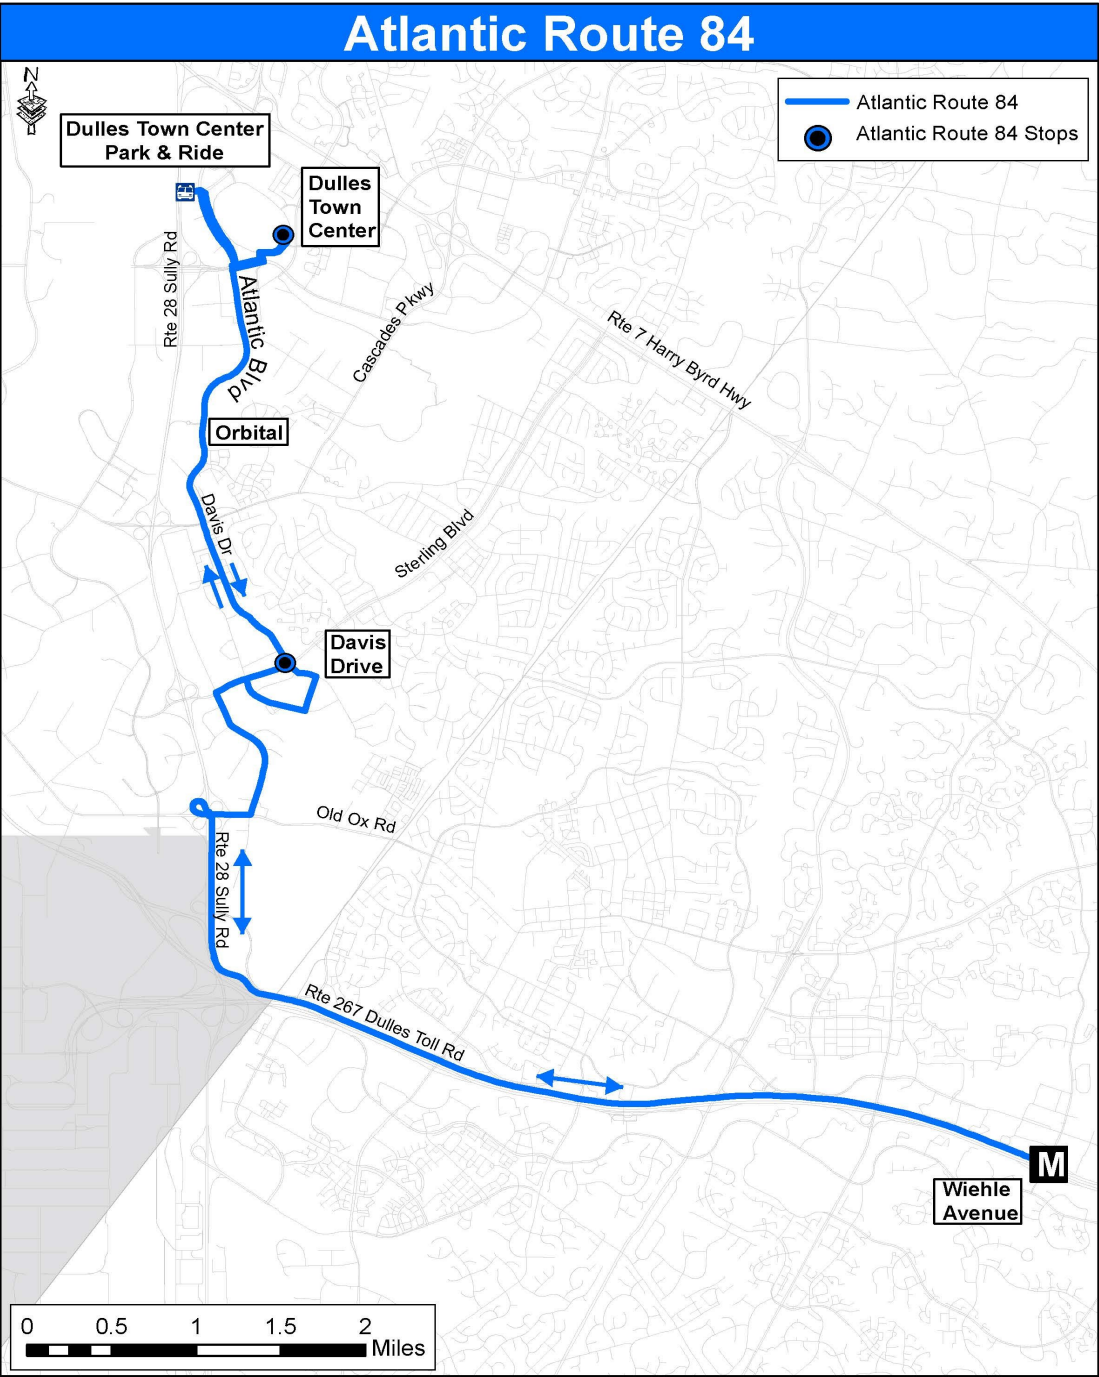 Atlantic Route 84
N
Atlantic Route 84
Atlantic Route 84 Stops
Dulles Town Center
Park & Ride
Dulles
Town
Center
Rte 28 Sully Rd
Atlantic Blvd
Cascades Pkwy
Rte 7 Harry Byrd Hwy
Orbital
Davis Dr
Sterling Blvd
Davis
Drive
Old Ox Rd
Rte 28 Sully Rd
Rte 267 Dulles Toll Rd
M
Wiehle
Avenue
0 0.5 1 1.5 2
Miles